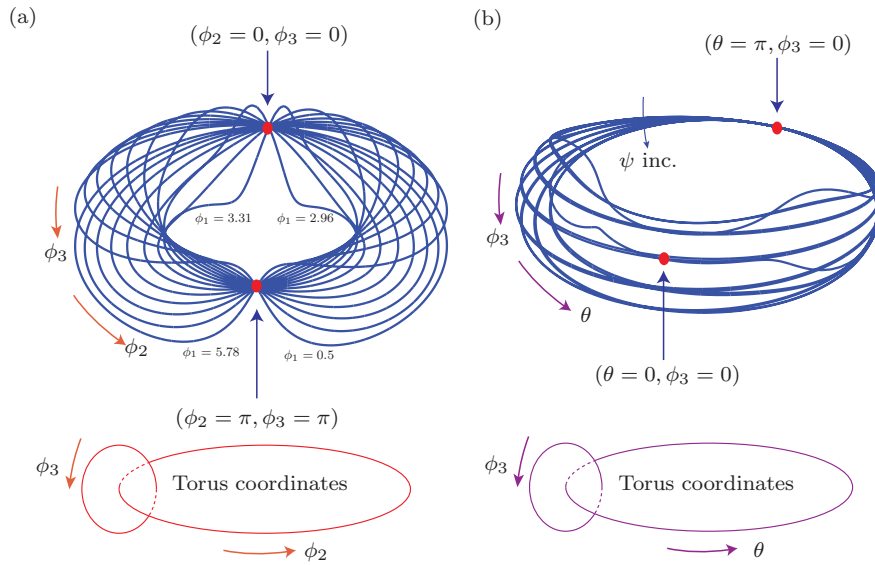 (a)
(ϕ₂ = 0, ϕ₃ = 0)
ϕ₁ = 3.31
ϕ₁ = 2.96
ϕ₃
ϕ₂
ϕ₁ = 5.78
ϕ₁ = 0.5
(ϕ₂ = π, ϕ₃ = π)
ϕ₃
Torus coordinates
ϕ₂
(b)
(θ = π, ϕ₃ = 0)
ψ inc.
ϕ₃
θ
(θ = 0, ϕ₃ = 0)
ϕ₃
Torus coordinates
θ